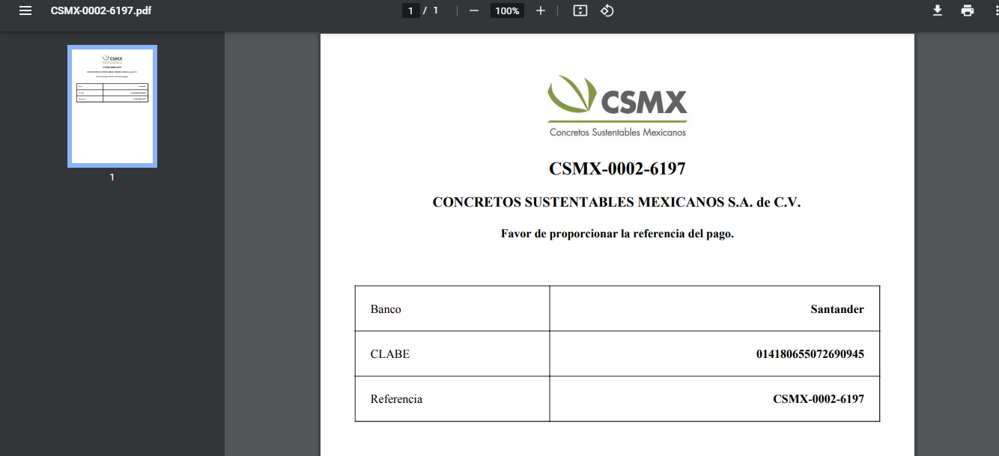 CSMX-0002-6197.pdf
1 / 1
100%
CSMX
Concretos Sustentables Mexicanos
CSMX-0002-6197
CONCRETOS SUSTENTABLES MEXICANOS S.A. de C.V.
Favor de proporcionar la referencia del pago.
Banco Santander
CLABE 014180655072690945
Referencia CSMX-0002-6197
1